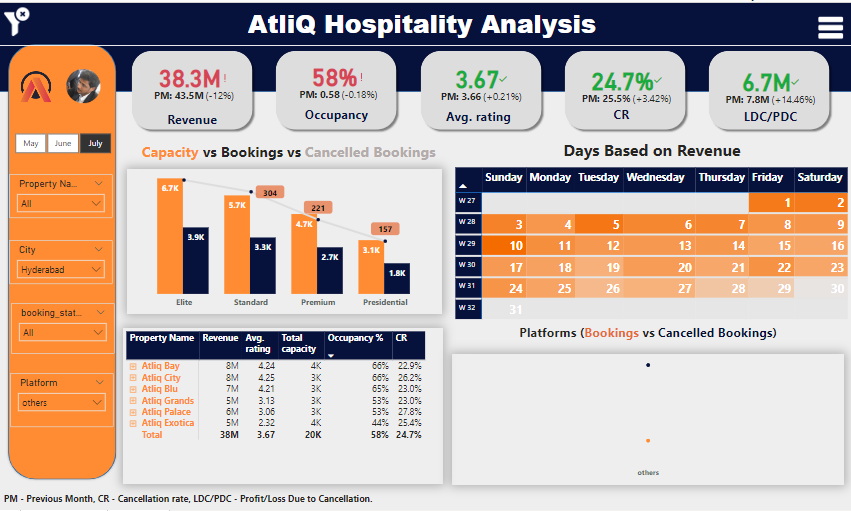 AtliQ Hospitality Analysis
38.3M!
PM: 43.5M (-12%)
Revenue
58%!
PM: 0.58 (-0.18%)
Occupancy
3.67
PM: 3.66 (+0.21%)
Avg. rating
24.7%
PM: 25.5% (+3.42%)
CR
6.7M
PM: 7.8M (+14.46%)
LDC/PDC
May June July
Property Na...
All
City
Hyderabad
booking_stat...
All
Platform
others
Capacity vs Bookings vs Cancelled Bookings
6.7K
3.9K
5.7K
304
3.3K
4.7K
221
2.7K
157
3.1K
1.8K
Elite Standard Premium Presidential
Days Based on Revenue
Sunday Monday Tuesday Wednesday Thursday Friday Saturday
W 27 1 2
W 28 3 4 5 6 7 8 9
W 29 10 11 12 13 14 15 16
W 30 17 18 19 20 21 22 23
W 31 24 25 26 27 28 29 30
W 32 31
Property Name Revenue Avg. rating Total capacity Occupancy % CR
Atliq Bay 8M 4.24 4K 66% 22.9%
Atliq City 8M 4.25 3K 66% 26.2%
Atliq Blu 7M 4.21 3K 65% 23.0%
Atliq Grands 5M 3.13 3K 53% 23.0%
Atliq Palace 6M 3.06 3K 53% 27.8%
Atliq Exotica 5M 2.32 4K 44% 25.4%
Total 38M 3.67 20K 58% 24.7%
Platforms (Bookings vs Cancelled Bookings)
others
PM - Previous Month, CR - Cancellation rate, LDC/PDC - Profit/Loss Due to Cancellation.